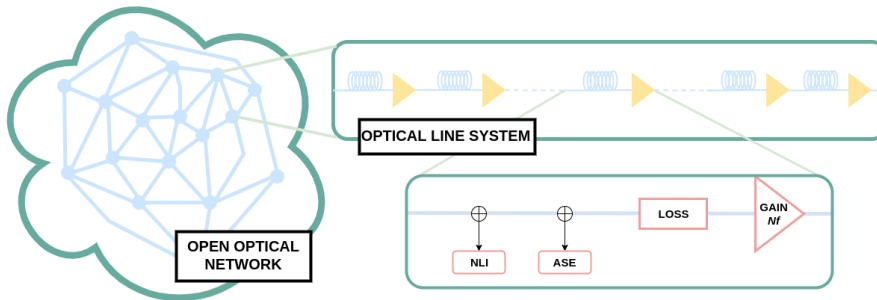 OPTICAL LINE SYSTEM
GAIN
Nf
LOSS
NLI
ASE
OPEN OPTICAL
NETWORK